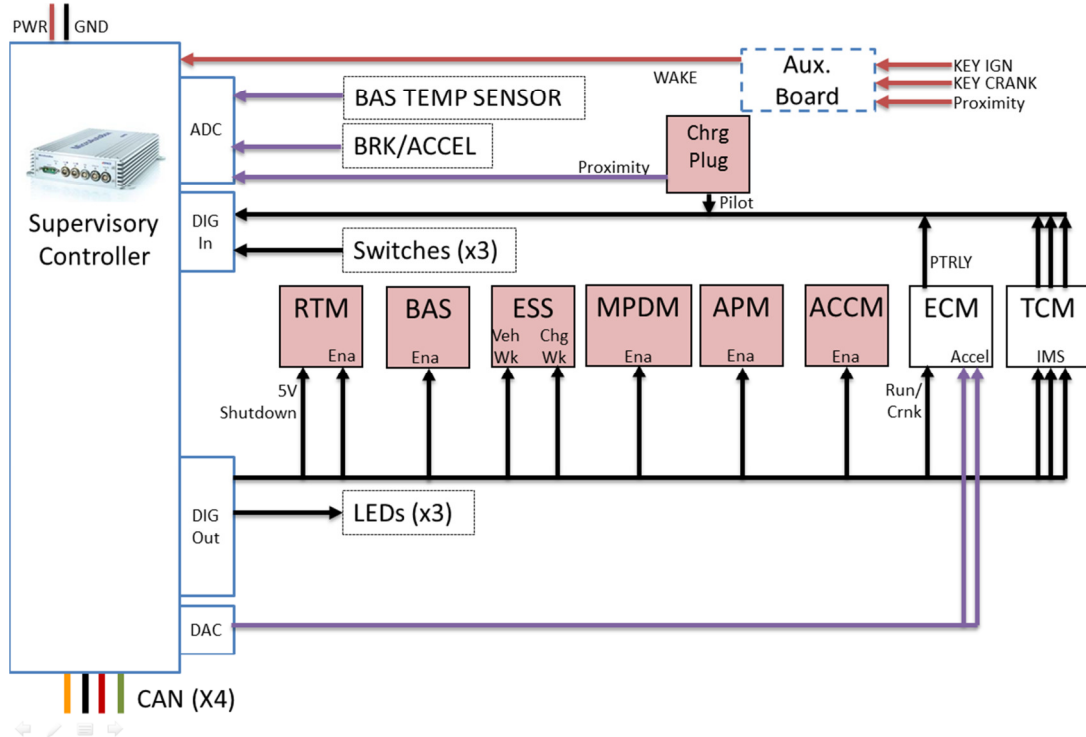 PWR
GND
WAKE
Aux.
Board
KEY IGN
KEY CRANK
Proximity
ADC
BAS TEMP SENSOR
BRK/ACCEL
Chrg
Plug
Proximity
Pilot
Supervisory
Controller
DIG
In
Switches (x3)
PTRLY
RTM
Ena
BAS
Ena
ESS
Veh
Wk
Chg
Wk
MPDM
Ena
APM
Ena
ACCM
Ena
ECM
Accel
TCM
IMS
5V
Shutdown
Run/
Crnk
DIG
Out
LEDs (x3)
DAC
CAN (X4)